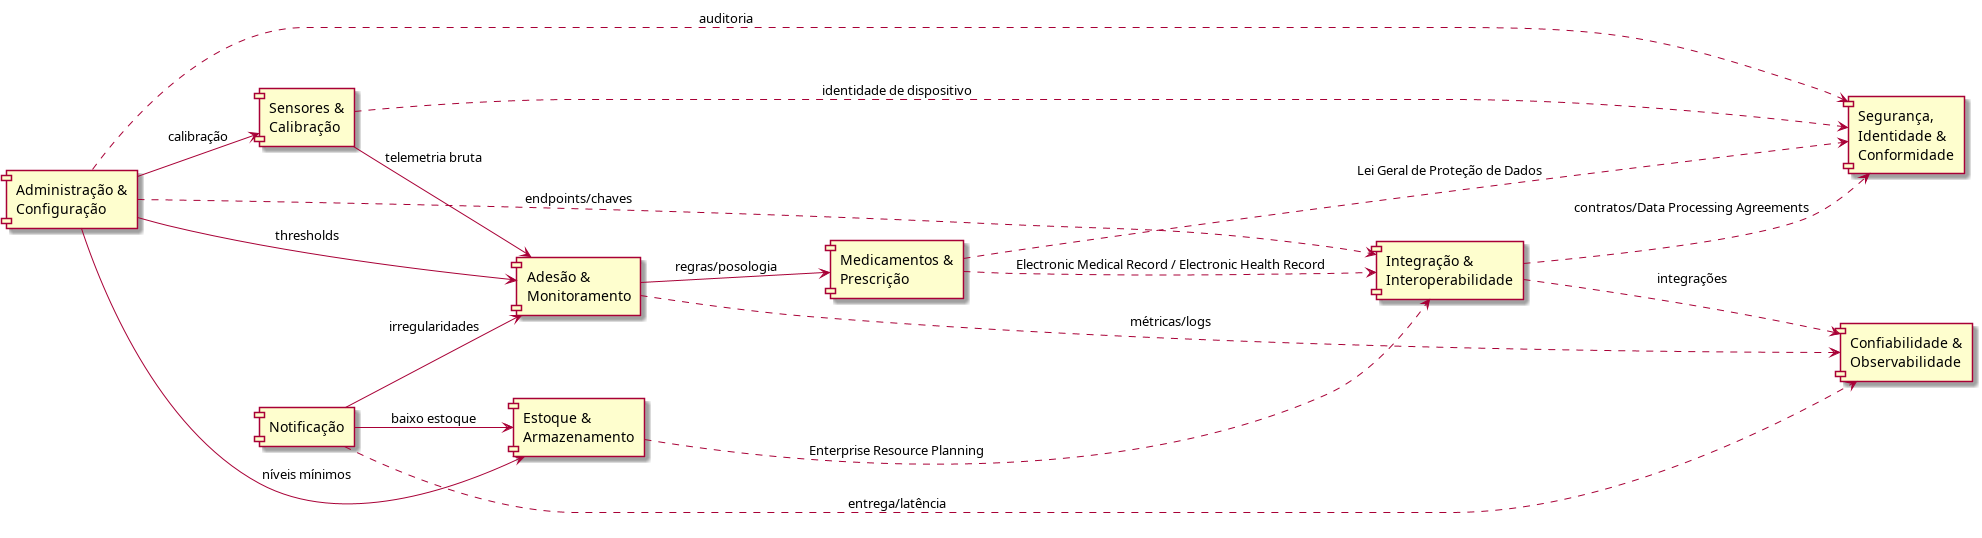 auditoria
identidade de dispositivo
Sensores &
Calibração
Segurança,
Identidade &
Conformidade
calibração
telemetria bruta
Lei Geral de Proteção de Dados
Administração &
Configuração
endpoints/chaves
contratos/Data Processing Agreements
thresholds
regras/posologia
Medicamentos &
Prescrição
Electronic Medical Record / Electronic Health Record
Integração &
Interoperabilidade
integrações
Adesão &
Monitoramento
irregularidades
métricas/logs
Confiabilidade &
Observabilidade
Notificação
baixo estoque
Estoque &
Armazenamento
Enterprise Resource Planning
níveis mínimos
entrega/latência